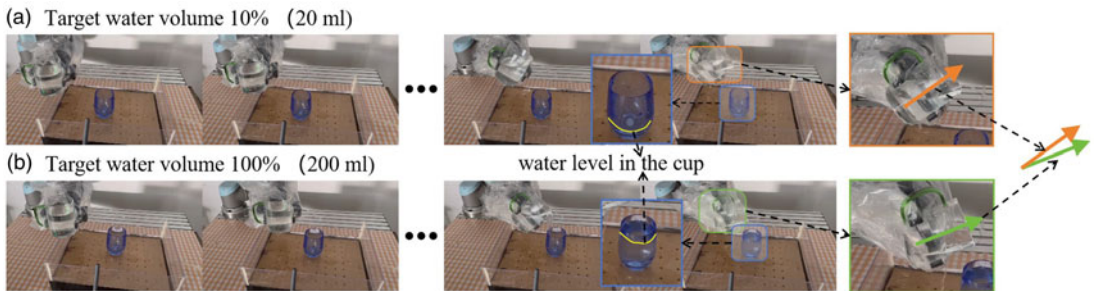 (a) Target water volume 10% (20 ml)
(b) Target water volume 100% (200 ml)
water level in the cup